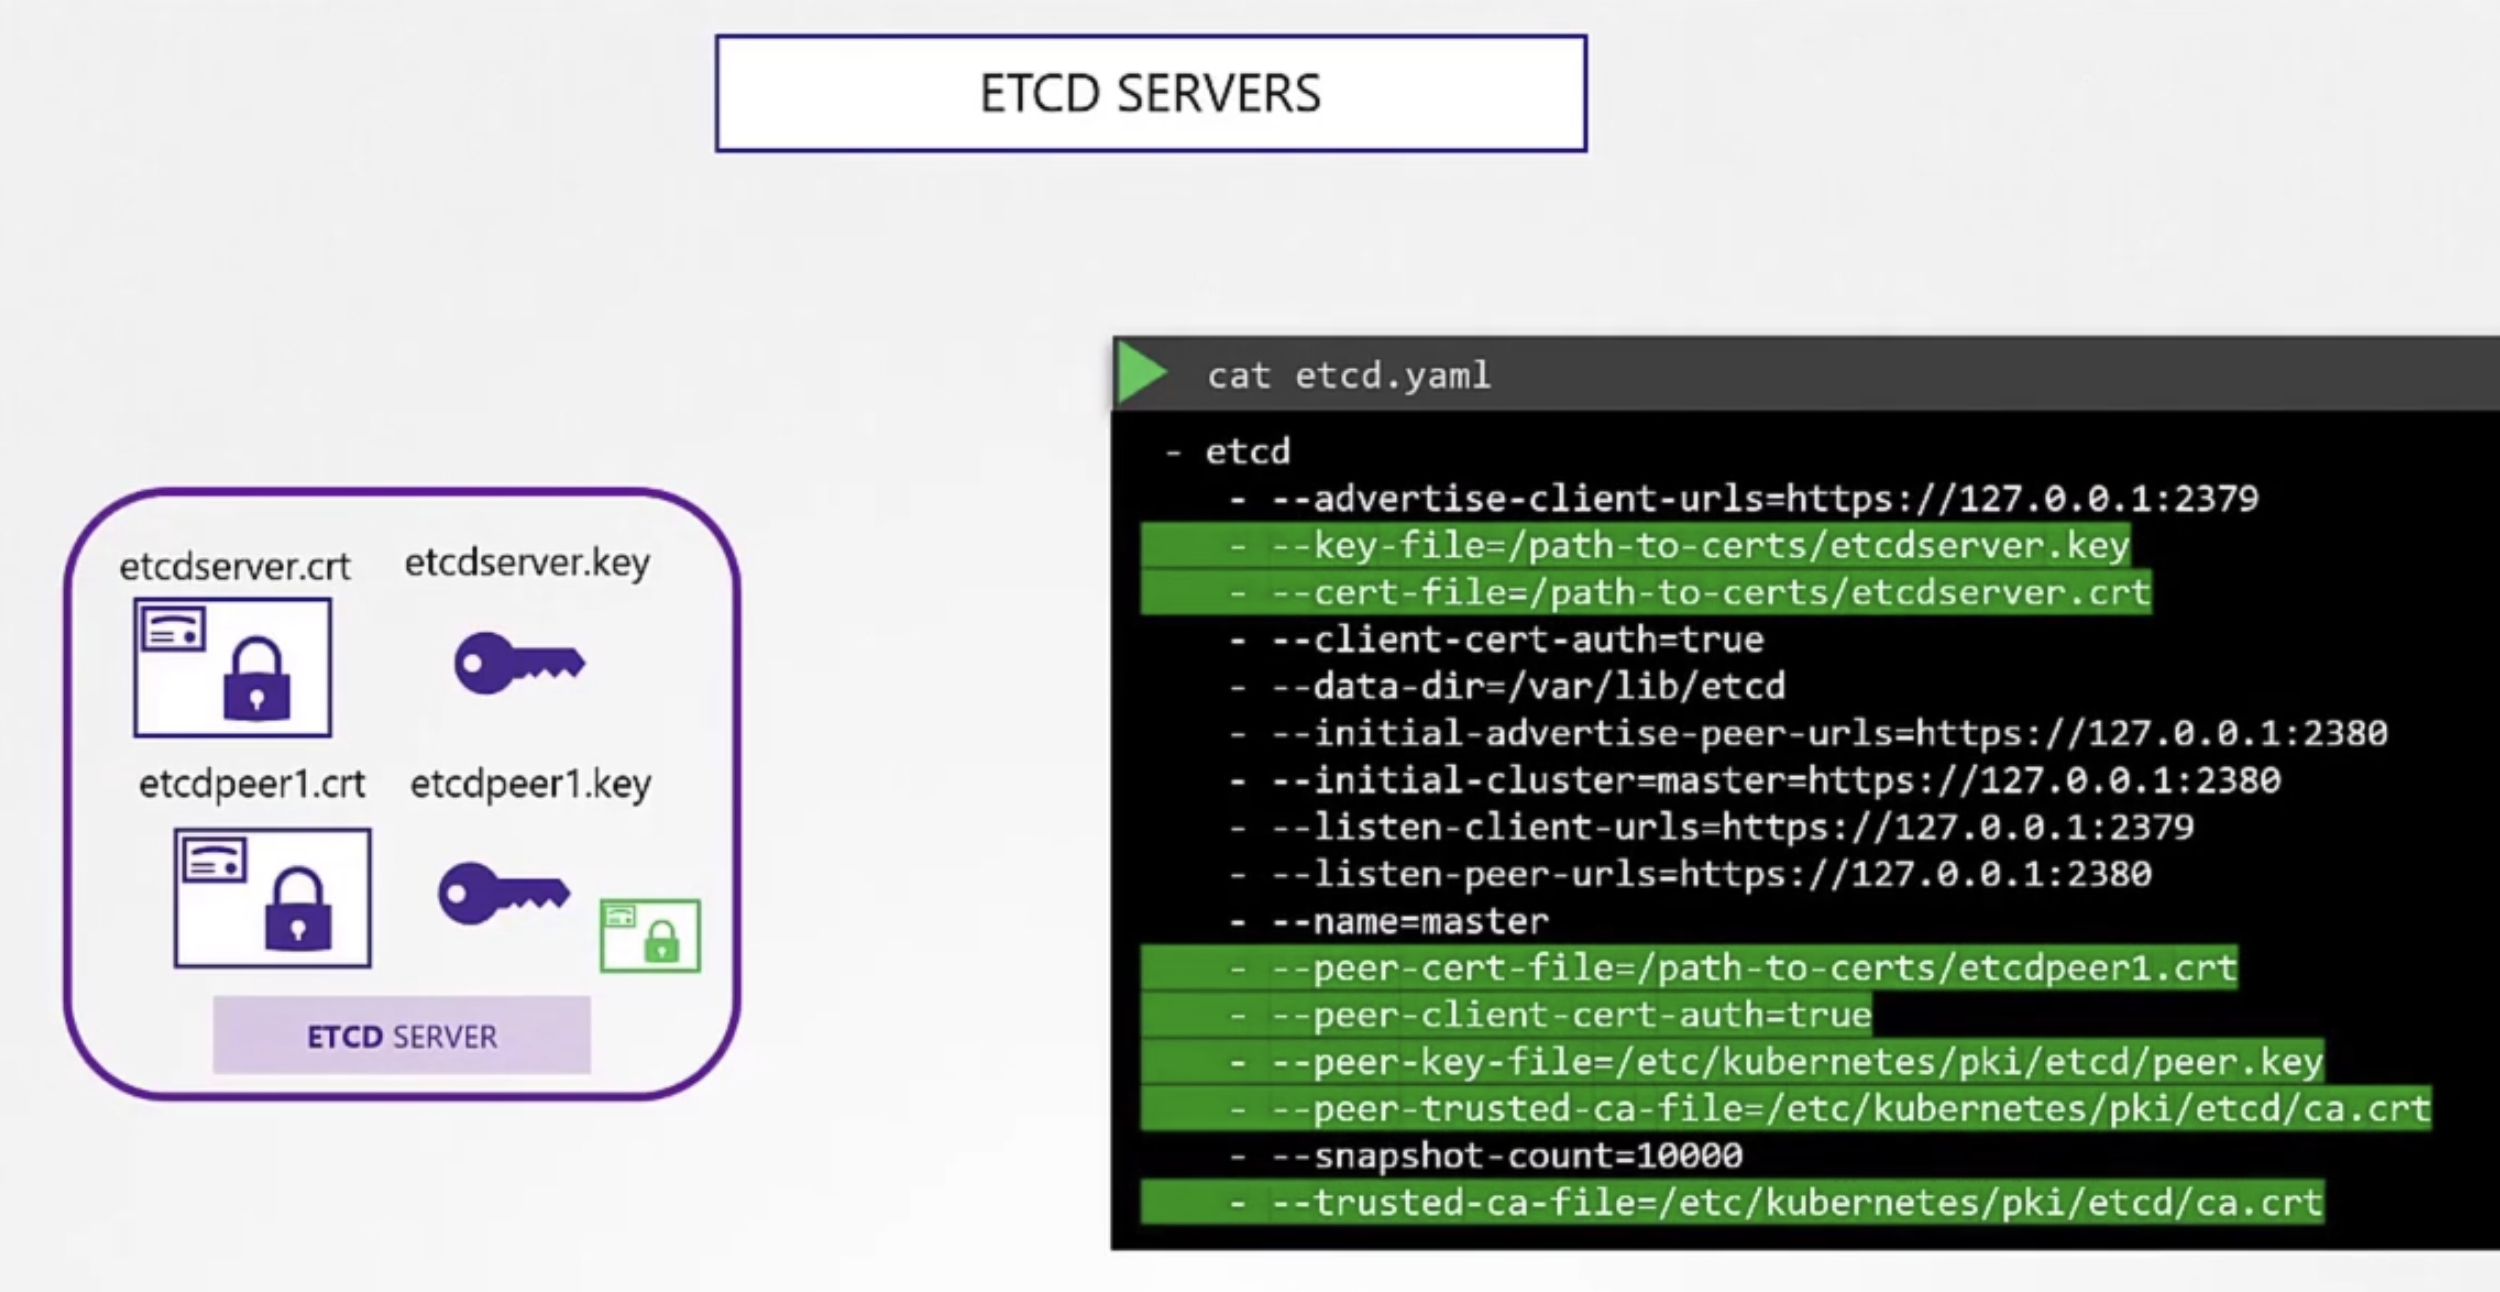 ETCD SERVERS
etcdserver.crt
etcdserver.key
etcdpeer1.crt
etcdpeer1.key
ETCD SERVER
cat etcd.yaml
- etcd
- --advertise-client-urls=https://127.0.0.1:2379
- --key-file=/path-to-certs/etcdserver.key
- --cert-file=/path-to-certs/etcdserver.crt
- --client-cert-auth=true
- --data-dir=/var/lib/etcd
- --initial-advertise-peer-urls=https://127.0.0.1:2380
- --initial-cluster=master=https://127.0.0.1:2380
- --listen-client-urls=https://127.0.0.1:2379
- --listen-peer-urls=https://127.0.0.1:2380
- --name=master
- --peer-cert-file=/path-to-certs/etcdpeer1.crt
- --peer-client-cert-auth=true
- --peer-key-file=/etc/kubernetes/pki/etcd/peer.key
- --peer-trusted-ca-file=/etc/kubernetes/pki/etcd/ca.crt
- --snapshot-count=10000
- --trusted-ca-file=/etc/kubernetes/pki/etcd/ca.crt